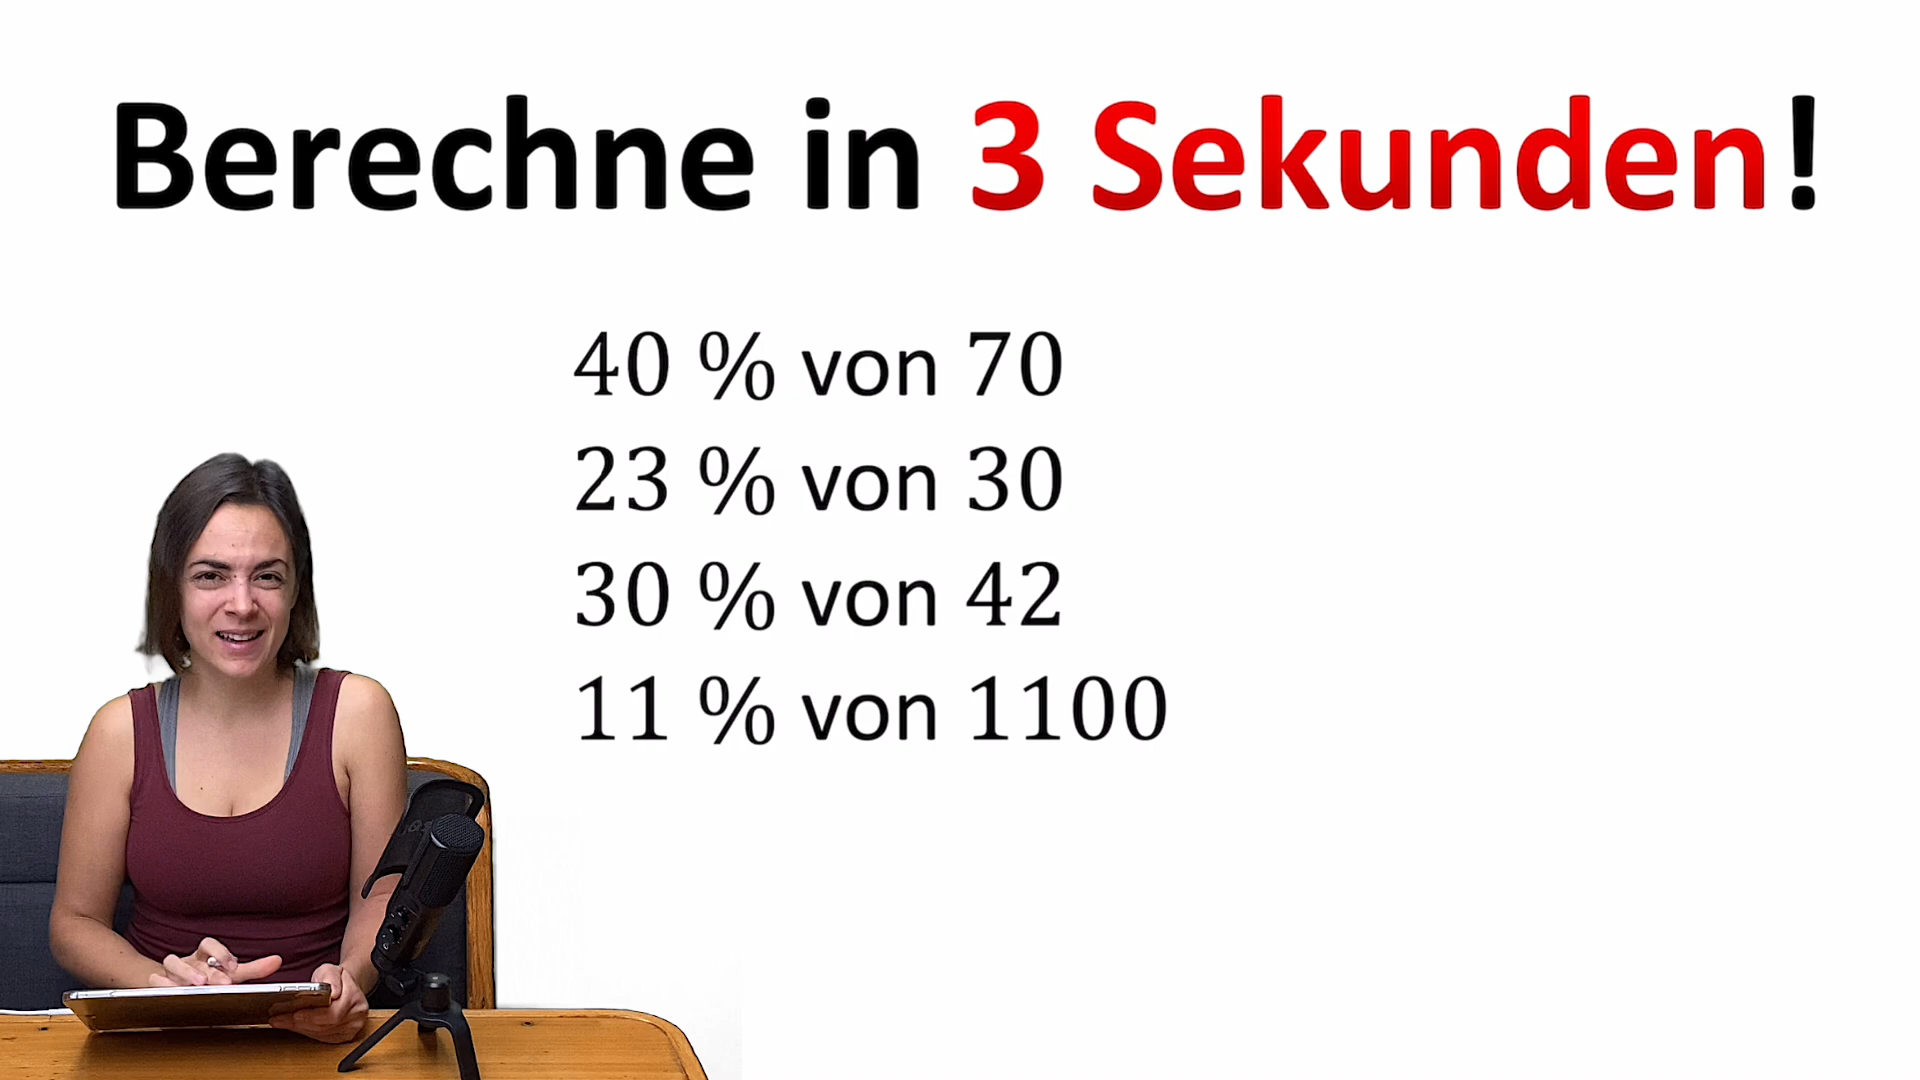 Berechne in 3 Sekunden!
40 % von 70
23 % von 30
30 % von 42
11 % von 1100